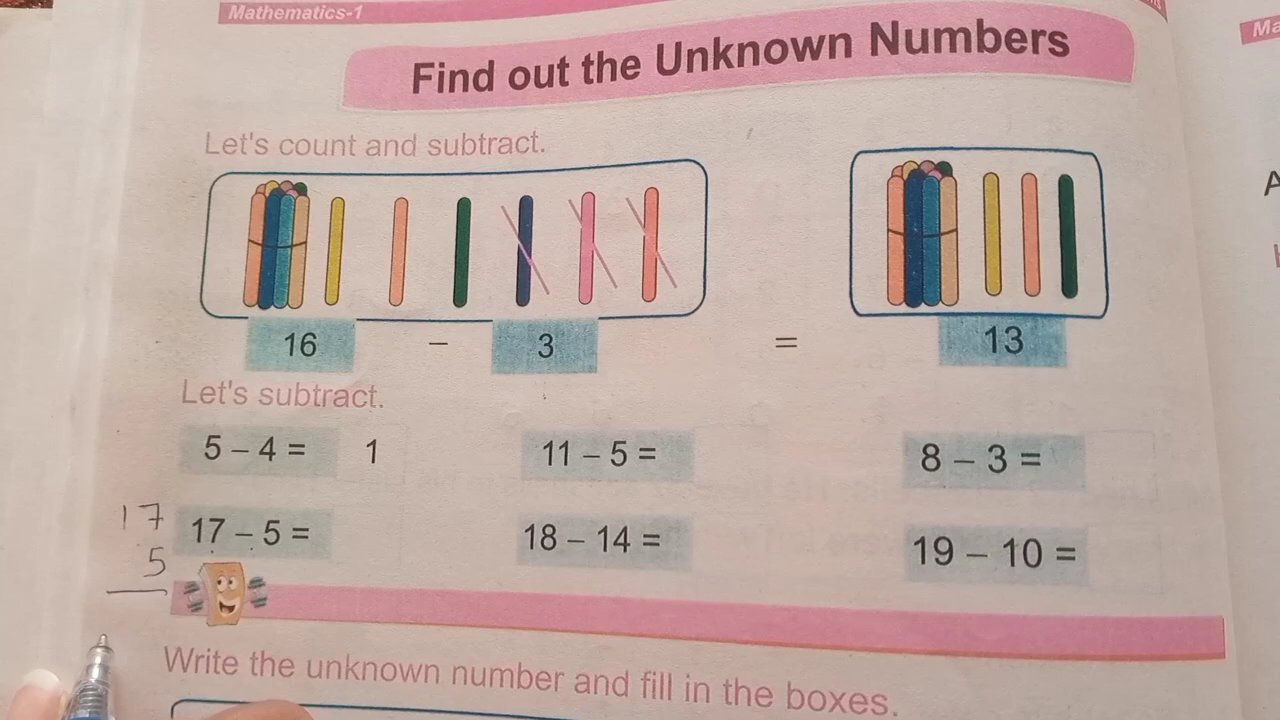 Mathematics-1
Find out the Unknown Numbers
Let's count and subtract.
16 – 3 = 13
Let's subtract.
5 – 4 = 1 11 – 5 = 8 – 3 =
17 – 5 = 18 – 14 = 19 – 10 =
17
5
Write the unknown number and fill in the boxes.